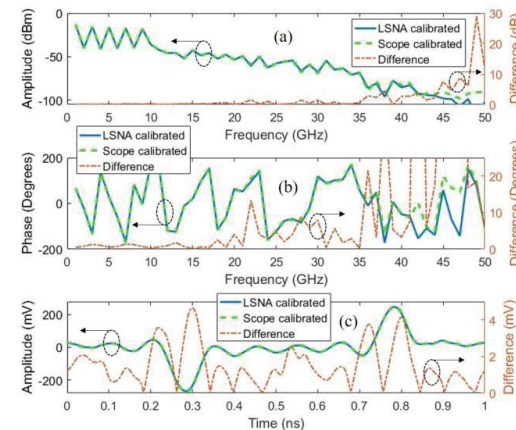 (a)
LSNA calibrated
Scope calibrated
Difference
Amplitude (dBm)
-50
-100
0
5
10
15
20
25
30
35
40
45
50
Frequency (GHz)
0
10
20
30
Difference (dB)
LSNA calibrated
Scope calibrated
Difference
(b)
Phase (Degrees)
200
0
-200
0
5
10
15
20
25
30
35
40
45
50
Frequency (GHz)
0
10
20
Difference (Degrees)
LSNA calibrated
Scope calibrated
Difference
(c)
Amplitude (mV)
200
0
-200
0
0.1
0.2
0.3
0.4
0.5
0.6
0.7
0.8
0.9
1
Time (ns)
0
2
4
Difference (mV)